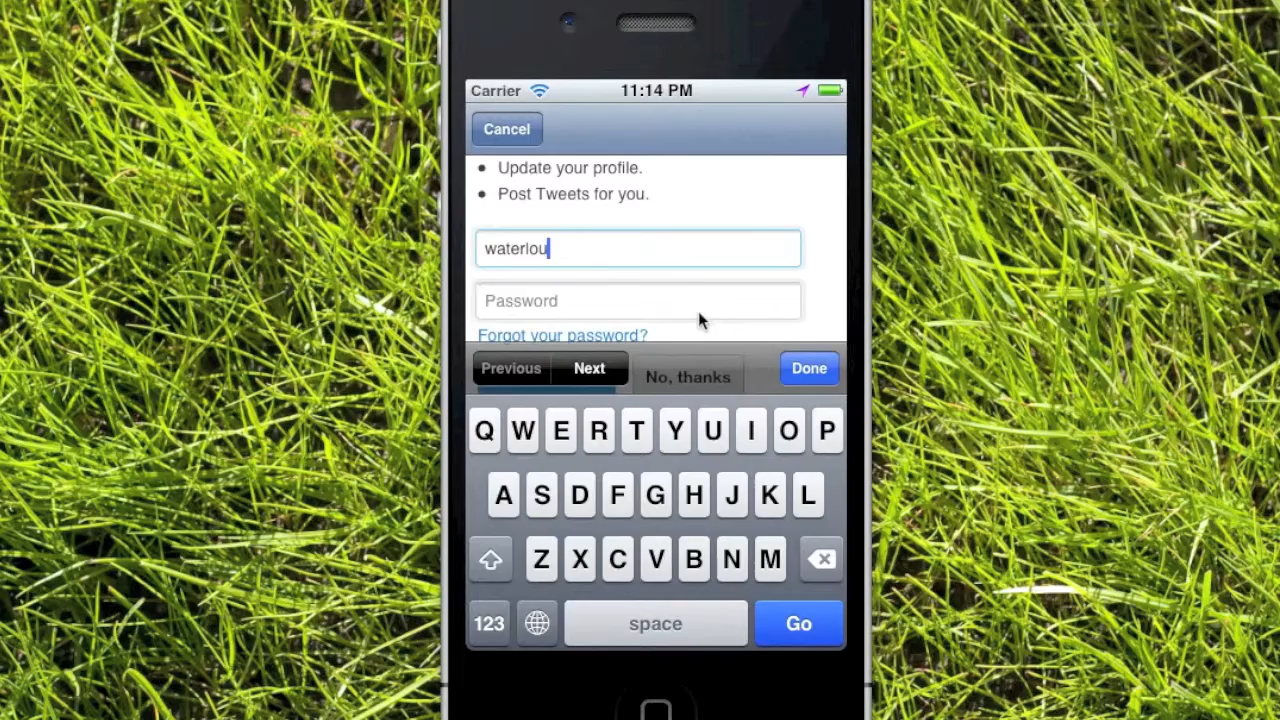 Carrier 11:14 PM
Cancel
Update your profile.
Post Tweets for you.
waterlou
Password
Forgot your password?
Previous Next No, thanks Done
Q W E R T Y U I O P
A S D F G H J K L
Z X C V B N M
123 space Go